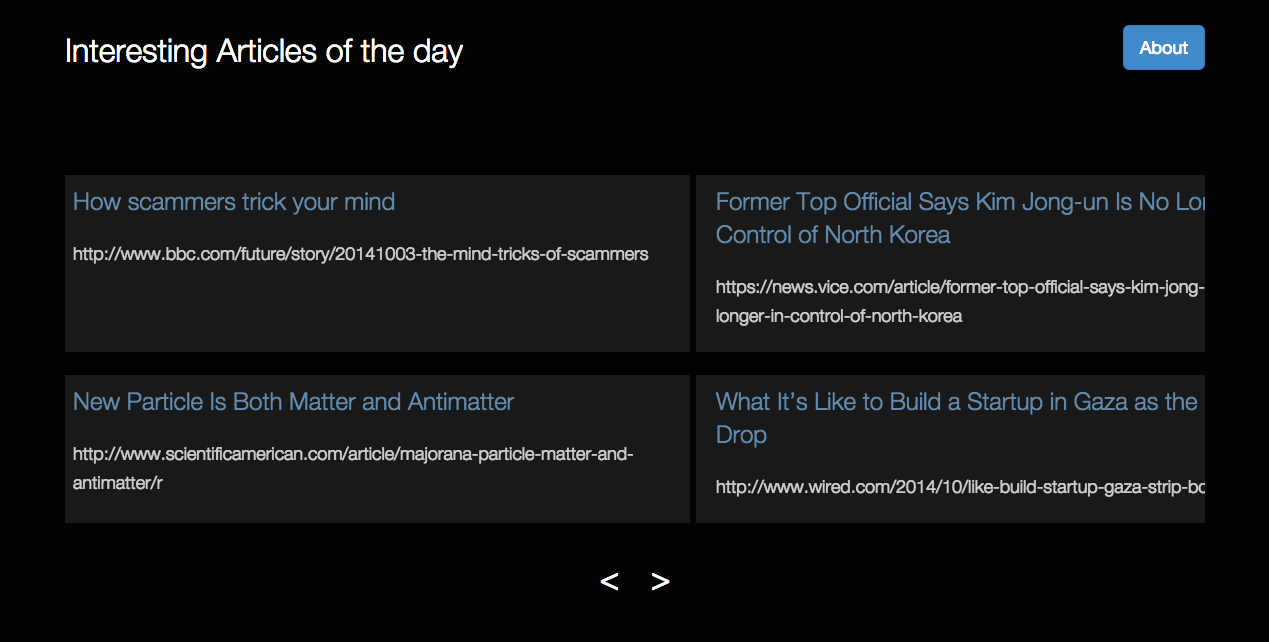 Interesting Articles of the day
About
How scammers trick your mind
http://www.bbc.com/future/story/20141003-the-mind-tricks-of-scammers
Former Top Official Says Kim Jong-un Is No Lo
Control of North Korea
https://news.vice.com/article/former-top-official-says-kim-jong-
longer-in-control-of-north-korea
New Particle Is Both Matter and Antimatter
http://www.scientificamerican.com/article/majorana-particle-matter-and-
antimatter/r
What It’s Like to Build a Startup in Gaza as the
Drop
http://www.wired.com/2014/10/like-build-startup-gaza-strip-bo
< >